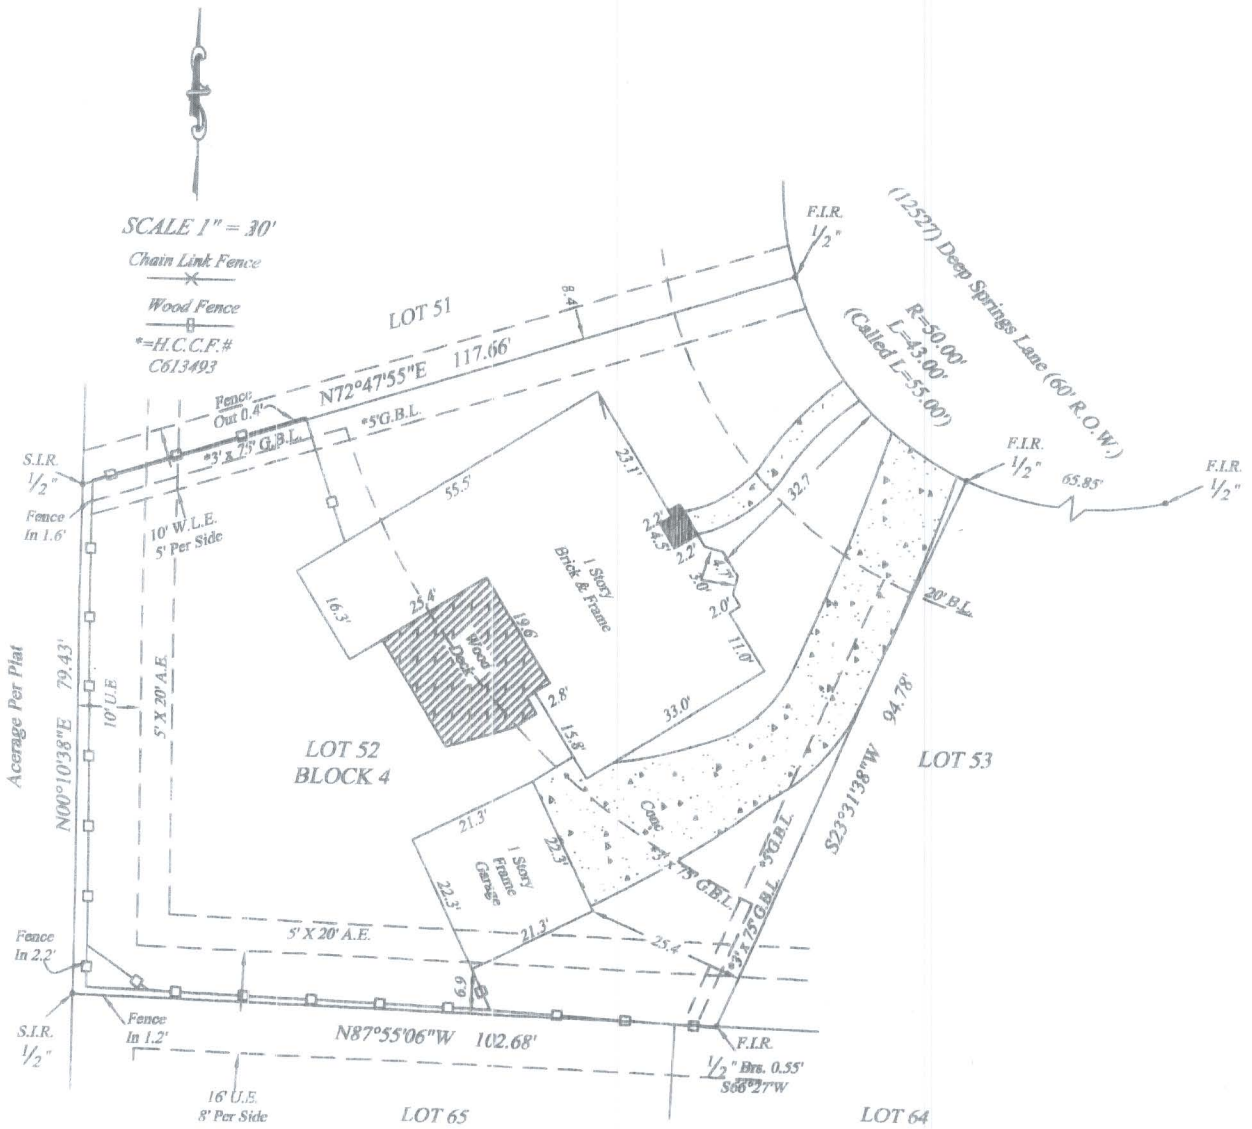 SCALE 1" = 30'
Chain Link Fence
Wood Fence
*=H.C.C.F.#
C613493
F.I.R.
1/2"
(12527) Deep Springs Lane (60' R.O.W.)
R=50.00'
L=43.00'
(Called L=55.00')
LOT 51
8.4'
N72°47'55"E 117.66'
Fence
Out 0.4'
*5'G.B.L.
*3' x 75' G.B.L.
S.I.R.
1/2"
Fence
In 1.6'
10' W.L.E.
5' Per Side
F.I.R.
1/2"
65.85'
F.I.R.
1/2"
23.1'
55.5'
32.7
2.2'
4.5'
2.2'
4.7'
3.0'
2.0'
1 Story
Brick & Frame
20' B.L.
11.0'
16.3'
25.4'
19.6'
Wood
Deck
2.8'
33.0'
15.8'
Acerage Per Plat
N00°10'38"E 79.43'
10' U.E.
5' X 20' A.E.
LOT 52
BLOCK 4
S23°31'38"W 94.78'
LOT 53
Conc
21.3'
22.3'
1 Story
Frame
Garage
22.3'
21.3'
*3' x 75' G.B.L.
*5'G.B.L.
*3' x 75' G.B.L.
25.4
5' X 20' A.E.
Fence
In 2.2'
6.9
S.I.R.
1/2"
Fence
In 1.2'
N87°55'06"W 102.68'
F.I.R.
1/2" Brs. 0.55'
S66°27'W
16' U.E.
8' Per Side
LOT 65
LOT 64